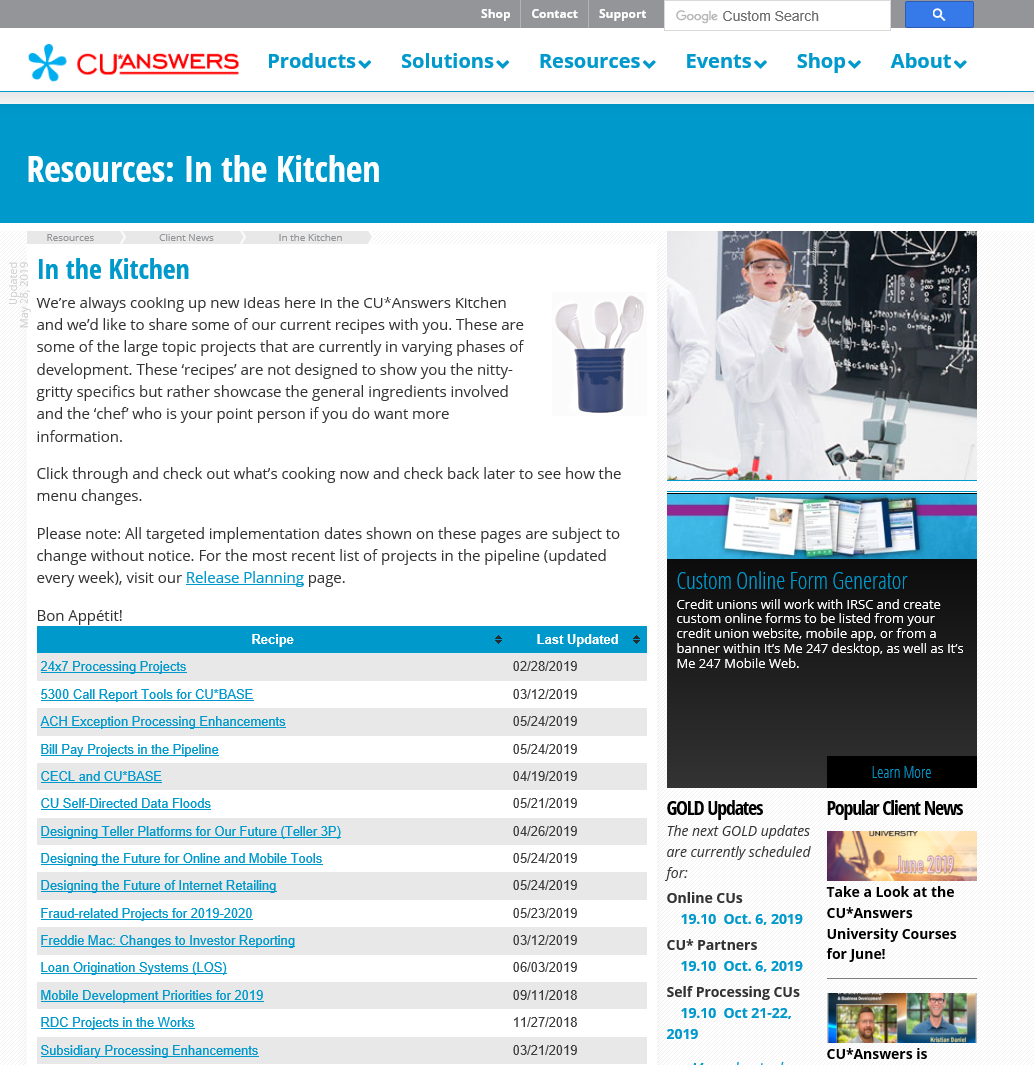 Shop
Contact
Support
Google Custom Search
CU*ANSWERS
Products
Solutions
Resources
Events
Shop
About
Resources: In the Kitchen
Resources
Client News
In the Kitchen
Updated
May 28, 2019
In the Kitchen
We’re always cooking up new ideas here in the CU*Answers Kitchen
and we’d like to share some of our current recipes with you. These are
some of the large topic projects that are currently in varying phases of
development. These ‘recipes’ are not designed to show you the nitty-
gritty specifics but rather showcase the general ingredients involved
and the ‘chef’ who is your point person if you do want more
information.
Click through and check out what’s cooking now and check back later to see how the
menu changes.
Please note: All targeted implementation dates shown on these pages are subject to
change without notice. For the most recent list of projects in the pipeline (updated
every week), visit our Release Planning page.
Bon Appétit!
Recipe Last Updated
24x7 Processing Projects 02/28/2019
5300 Call Report Tools for CU*BASE 03/12/2019
ACH Exception Processing Enhancements 05/24/2019
Bill Pay Projects in the Pipeline 05/24/2019
CECL and CU*BASE 04/19/2019
CU Self-Directed Data Floods 05/21/2019
Designing Teller Platforms for Our Future (Teller 3P) 04/26/2019
Designing the Future for Online and Mobile Tools 05/24/2019
Designing the Future of Internet Retailing 05/24/2019
Fraud-related Projects for 2019-2020 05/23/2019
Freddie Mac: Changes to Investor Reporting 03/12/2019
Loan Origination Systems (LOS) 06/03/2019
Mobile Development Priorities for 2019 09/11/2018
RDC Projects in the Works 11/27/2018
Subsidiary Processing Enhancements 03/21/2019
Custom Online Form Generator
Credit unions will work with IRSC and create
custom online forms to be listed from your
credit union website, mobile app, or from a
banner within It’s Me 247 desktop, as well as It’s
Me 247 Mobile Web.
Learn More
GOLD Updates
The next GOLD updates
are currently scheduled
for:
Online CUs
19.10 Oct. 6, 2019
CU* Partners
19.10 Oct. 6, 2019
Self Processing CUs
19.10 Oct 21-22,
2019
Popular Client News
UNIVERSITY
June 2019
Take a Look at the
CU*Answers
University Courses
for June!
& Business Development
Kristian Daniel
CU*Answers is